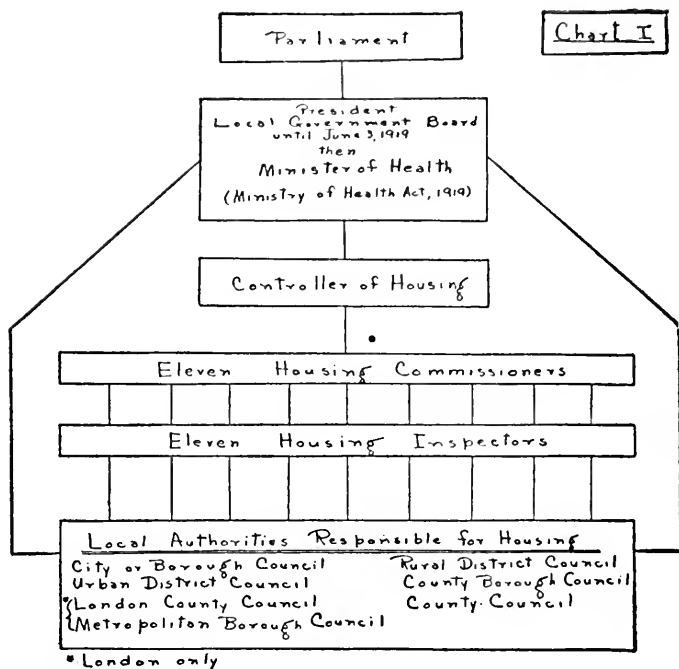 Parliament
Chart I
President
Local Government Board
until June 3, 1919
then
Minister of Health
(Ministry of Health Act, 1919)
Controller of Housing
Eleven Housing Commissioners
Eleven Housing Inspectors
Local Authorities Responsible for Housing
City or Borough Council Rural District Council
Urban District Council County Borough Council
*{London County Council County Council
{Metropolitan Borough Council
* London only